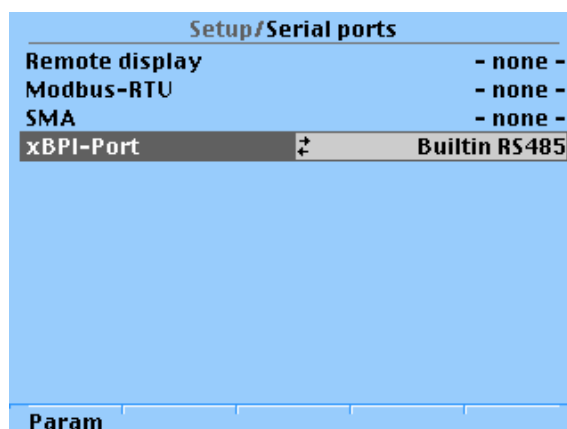 Setup/Serial ports
Remote display - none -
Modbus-RTU - none -
SMA - none -
xBPI-Port Builtin RS485
Param